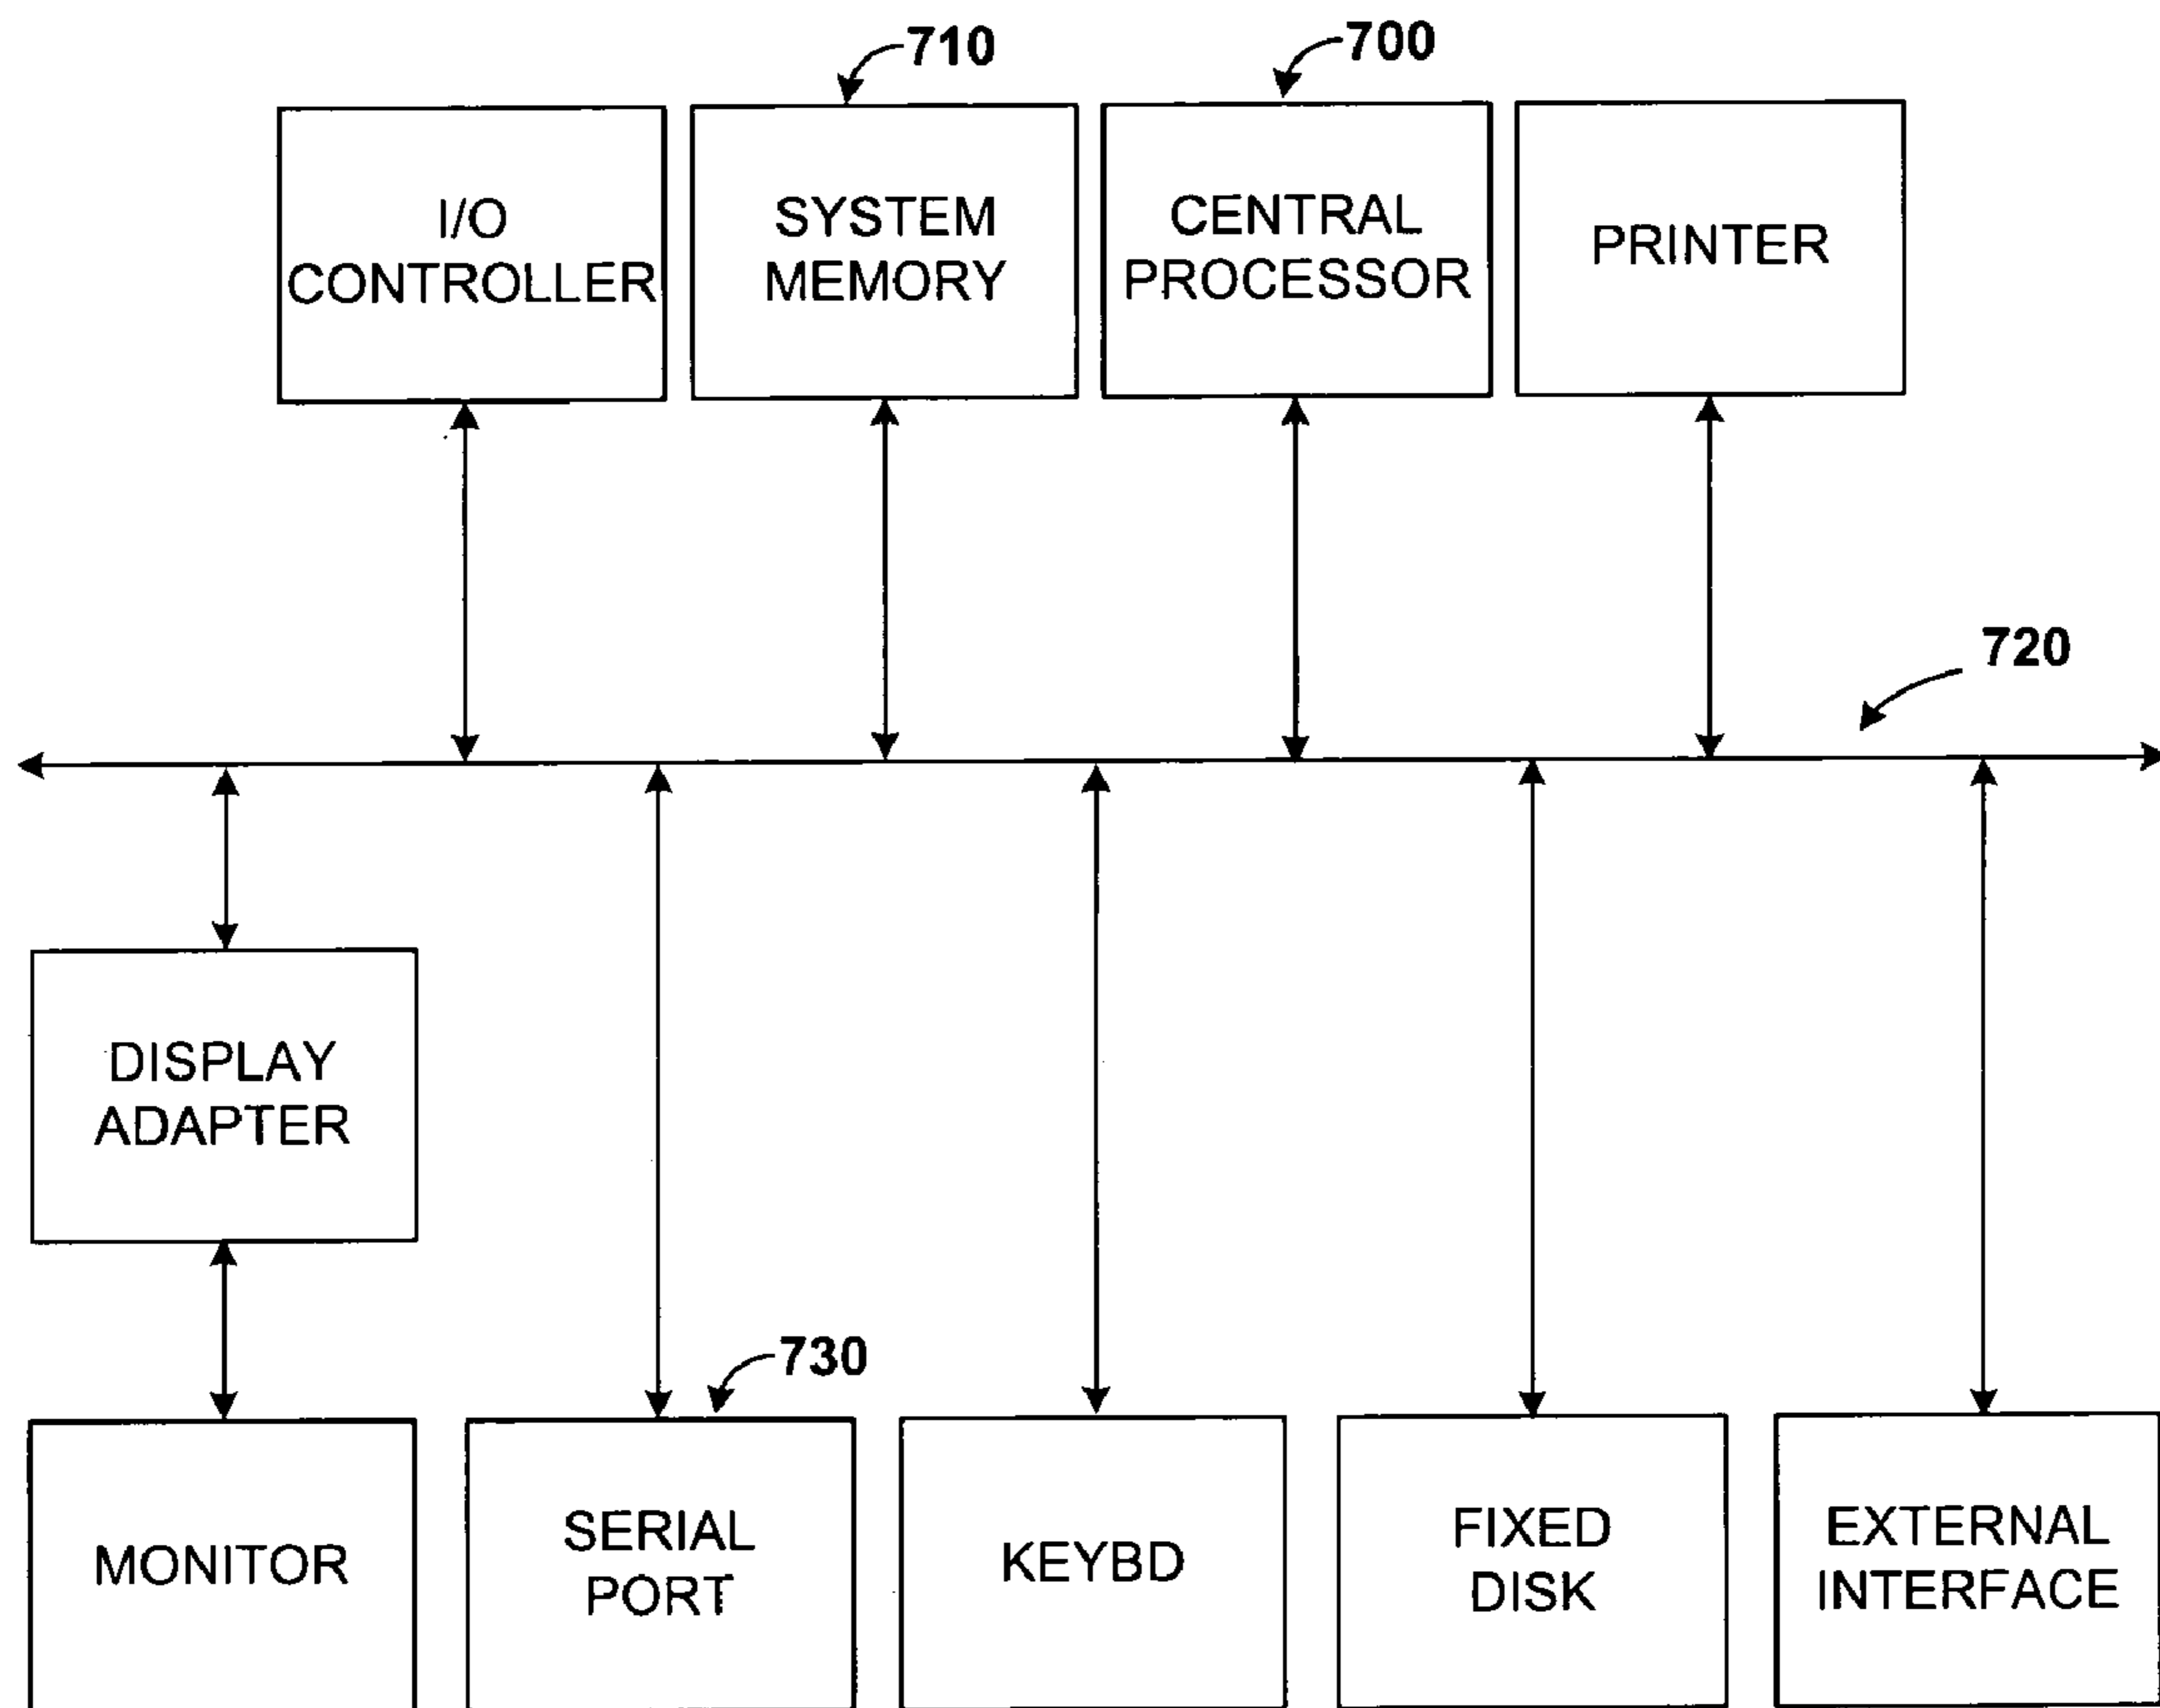 710
700
I/O
CONTROLLER
SYSTEM
MEMORY
CENTRAL
PROCESSOR
PRINTER
720
DISPLAY
ADAPTER
730
MONITOR
SERIAL
PORT
KEYBD
FIXED
DISK
EXTERNAL
INTERFACE